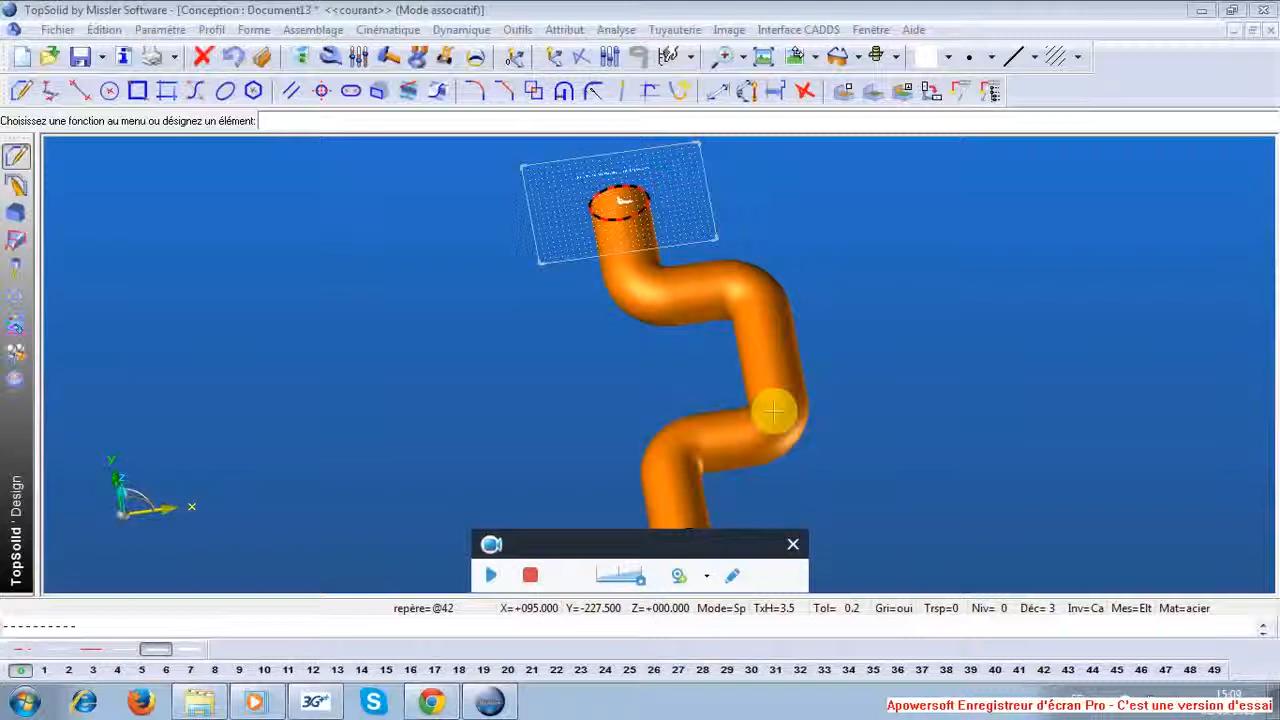 TopSolid by Missler Software - [Conception : Document13 * <<courant>> (Mode associatif)]
Fichier Édition Paramètre Profil Forme Assemblage Cinématique Dynamique Outils Attribut Analyse Tuyauterie Image Interface CADDS Fenêtre Aide
Choisissez une fonction au menu ou désignez un élément:
y
z
x
TopSolid 'Design
repère=@42 X=+095.000 Y=-227.500 Z=+000.000 Mode=Sp TxH=3.5 Tol= 0.2 Gri=oui Trsp=0 Niv= 0 Déc= 3 Inv=Ca Mes=Elt Mat=acier
----------
0 1 2 3 4 5 6 7 8 9 10 11 12 13 14 15 16 17 18 19 20 21 22 23 24 25 26 27 28 29 30 31 32 33 34 35 36 37 38 39 40 41 42 43 44 45 46 47 48 49
3G+
15:09
Apowersoft Enregistreur d'écran Pro - C'est une version d'essai